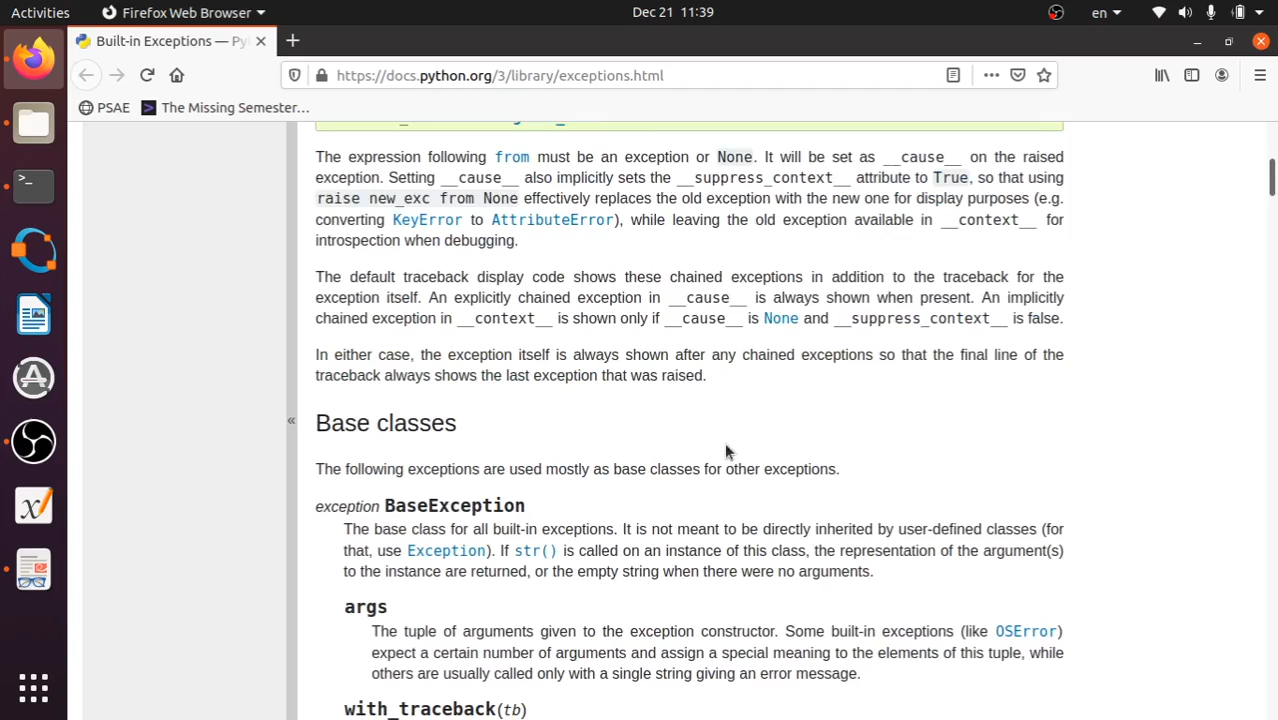 Activities
Firefox Web Browser
Dec 21 11:39
en
Built-in Exceptions — Py
https://docs.python.org/3/library/exceptions.html
PSAE
The Missing Semester…
The expression following from must be an exception or None. It will be set as __cause__ on the raised
exception. Setting __cause__ also implicitly sets the __suppress_context__ attribute to True, so that using
raise new_exc from None effectively replaces the old exception with the new one for display purposes (e.g.
converting KeyError to AttributeError), while leaving the old exception available in __context__ for
introspection when debugging.
The default traceback display code shows these chained exceptions in addition to the traceback for the
exception itself. An explicitly chained exception in __cause__ is always shown when present. An implicitly
chained exception in __context__ is shown only if __cause__ is None and __suppress_context__ is false.
In either case, the exception itself is always shown after any chained exceptions so that the final line of the
traceback always shows the last exception that was raised.
«
Base classes
The following exceptions are used mostly as base classes for other exceptions.
exception BaseException
The base class for all built-in exceptions. It is not meant to be directly inherited by user-defined classes (for
that, use Exception). If str() is called on an instance of this class, the representation of the argument(s)
to the instance are returned, or the empty string when there were no arguments.
args
The tuple of arguments given to the exception constructor. Some built-in exceptions (like OSError)
expect a certain number of arguments and assign a special meaning to the elements of this tuple, while
others are usually called only with a single string giving an error message.
with_traceback(tb)